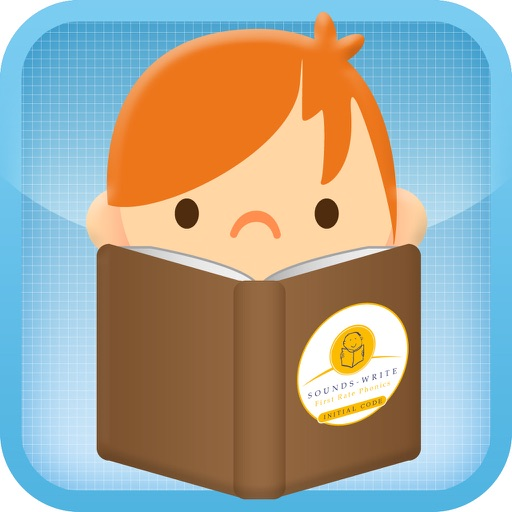 SOUNDS-WRITE
First Rate Phonics
INITIAL CODE